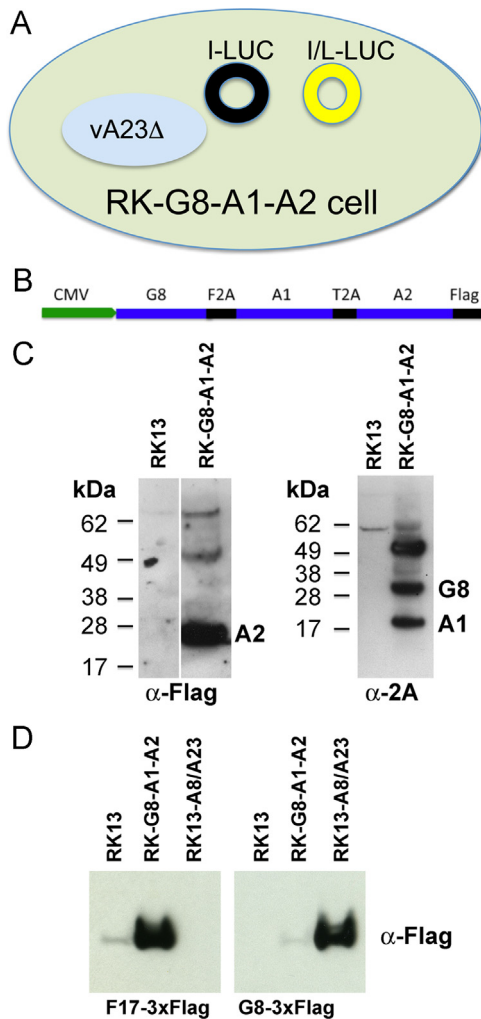 A
I-LUC I/L-LUC
vA23Δ
RK-G8-A1-A2 cell
B
CMV G8 F2A A1 T2A A2 Flag
C
RK13
RK-G8-A1-A2
kDa
62
49
38
28
17
A2
α-Flag
RK13
RK-G8-A1-A2
kDa
62
49
38
28
17
G8
A1
α-2A
D
RK13
RK-G8-A1-A2
RK13-A8/A23
RK13
RK-G8-A1-A2
RK13-A8/A23
α-Flag
F17-3xFlag G8-3xFlag